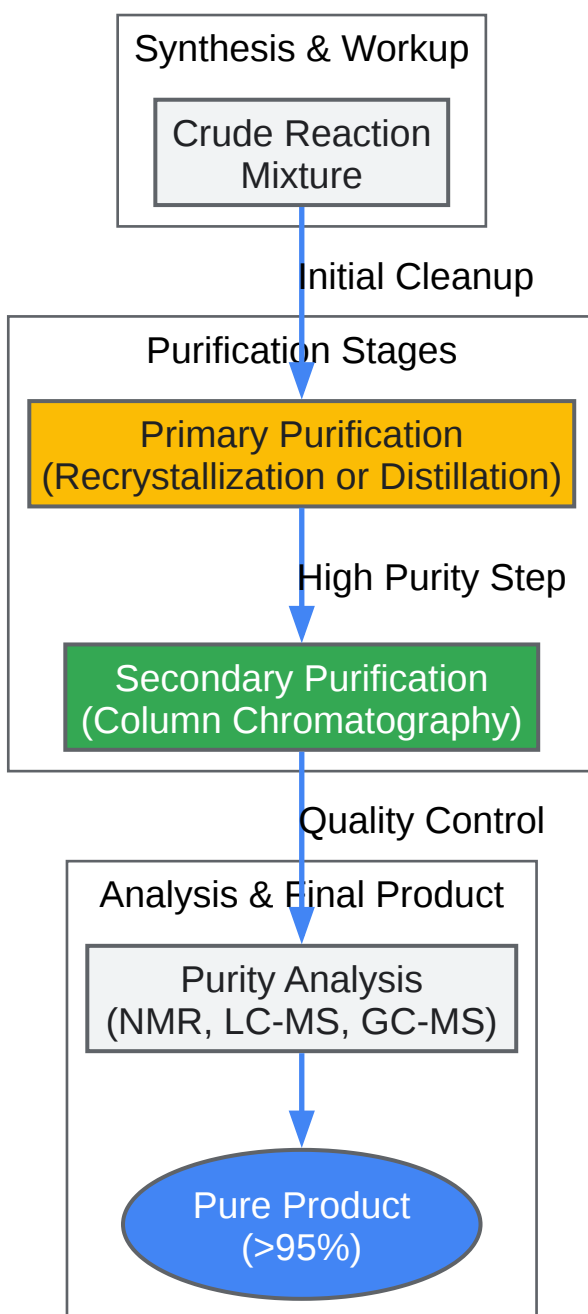 Synthesis & Workup
Crude Reaction
Mixture
Initial Cleanup
Purification Stages
Primary Purification
(Recrystallization or Distillation)
High Purity Step
Secondary Purification
(Column Chromatography)
Quality Control
Analysis & Final Product
Purity Analysis
(NMR, LC-MS, GC-MS)
Pure Product
(>95%)